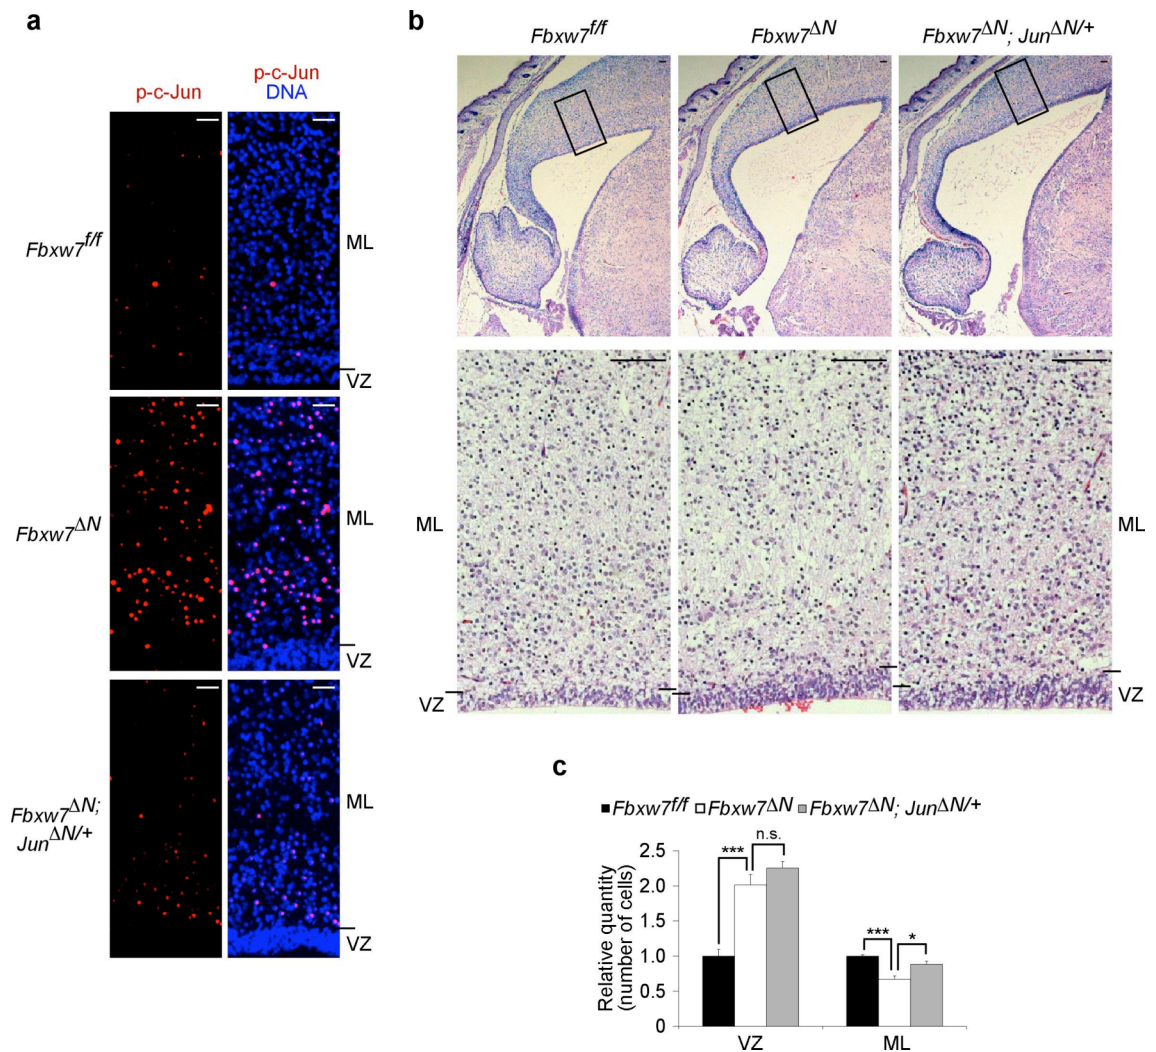 a
p-c-Jun
p-c-Jun
DNA
Fbxw7f/f
ML
VZ
Fbxw7ΔN
ML
VZ
Fbxw7ΔN;
JunΔN/+
ML
VZ
b
Fbxw7f/f
Fbxw7ΔN
Fbxw7ΔN; JunΔN/+
ML
ML
VZ
VZ
c
Fbxw7f/f Fbxw7ΔN Fbxw7ΔN; JunΔN/+
Relative quantity
(number of cells)
2.5
2.0
1.5
1.0
0.5
0
***
n.s.
***
*
VZ
ML